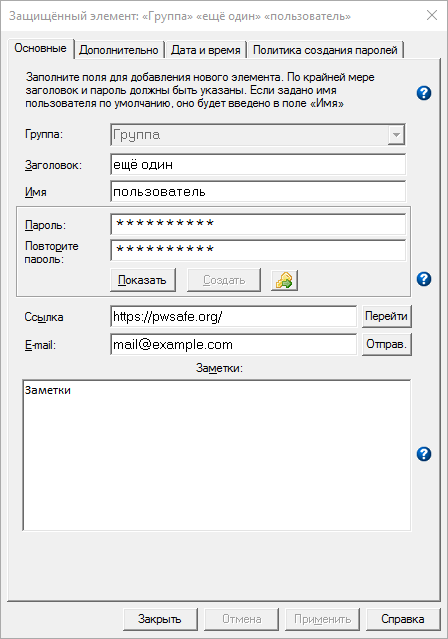 Защищённый элемент: «Группа» «ещё один» «пользователь»
Основные Дополнительно Дата и время Политика создания паролей
Заполните поля для добавления нового элемента. По крайней мере
заголовок и пароль должны быть указаны. Если задано имя
пользователя по умолчанию, оно будет введено в поле «Имя»
?
Группа: Группа
Заголовок: ещё один
Имя пользователь
Пароль: **********
Повторите
пароль: **********
Показать Создать
?
Ссылка https://pwsafe.org/ Перейти
E-mail: mail@example.com Отправ.
Заметки:
Заметки
?
Закрыть Отмена Применить Справка